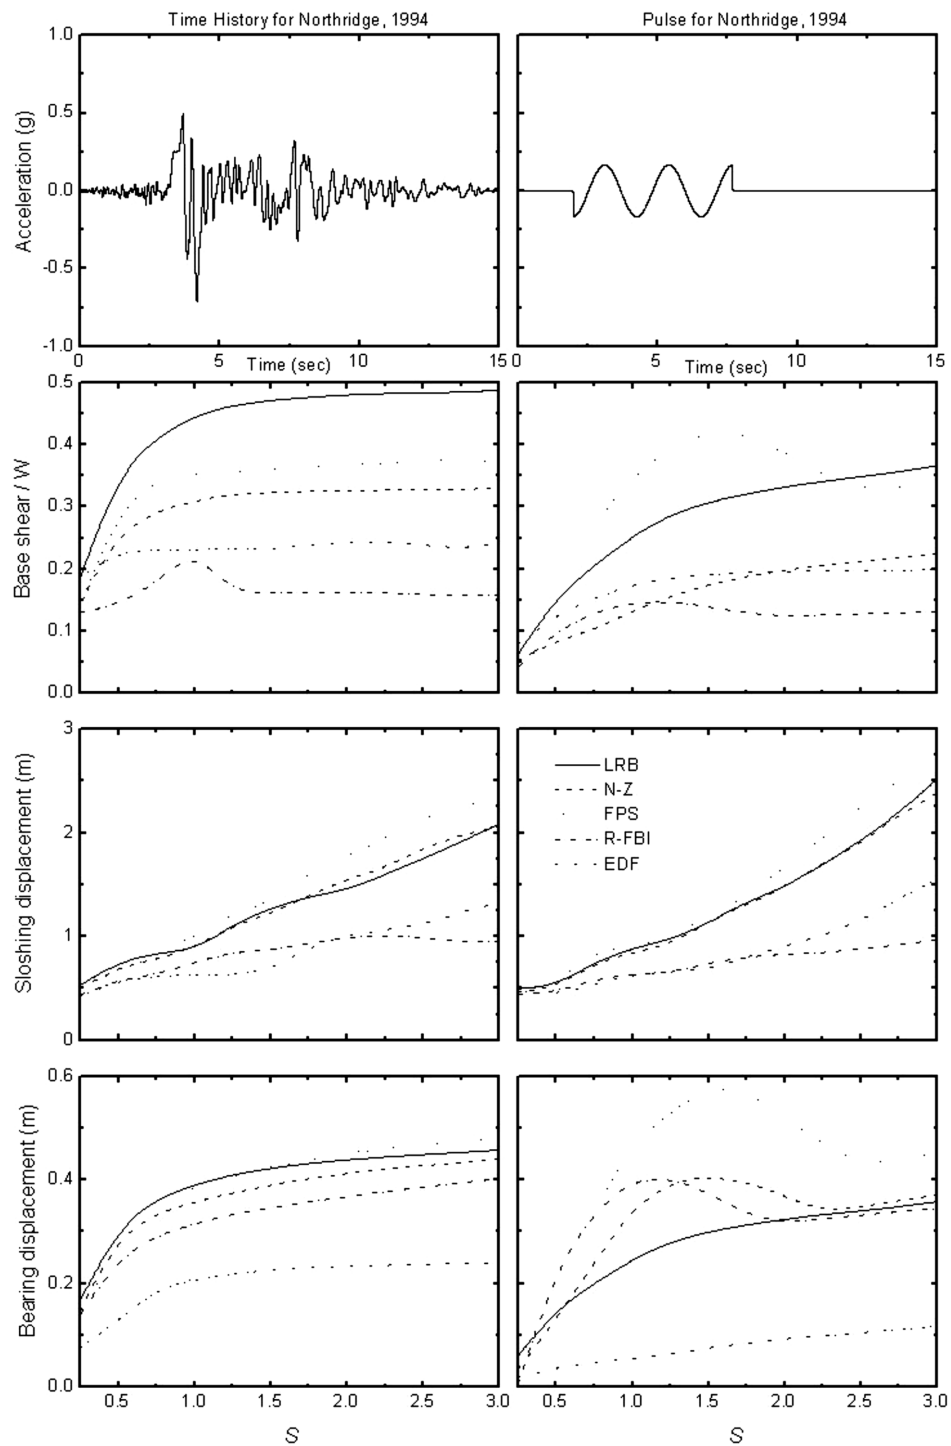 Time History for Northridge, 1994
Pulse for Northridge, 1994
Acceleration (g)
1.0
0.5
0.0
-0.5
-1.0
0 5 10 15
0 5 10 15
Time (sec)
Time (sec)
Base shear / W
0.5
0.4
0.3
0.2
0.1
0.0
Sloshing displacement (m)
3
2
1
0
LRB
N-Z
FPS
R-FBI
EDF
Bearing displacement (m)
0.6
0.4
0.2
0.0
0.5 1.0 1.5 2.0 2.5 3.0
0.5 1.0 1.5 2.0 2.5 3.0
S
S